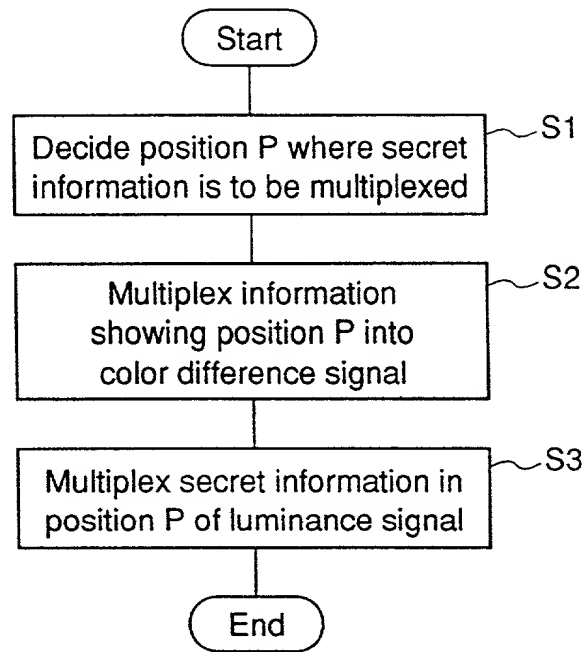 Start
S1
Decide position P where secret
information is to be multiplexed
S2
Multiplex information
showing position P into
color difference signal
S3
Multiplex secret information in
position P of luminance signal
End